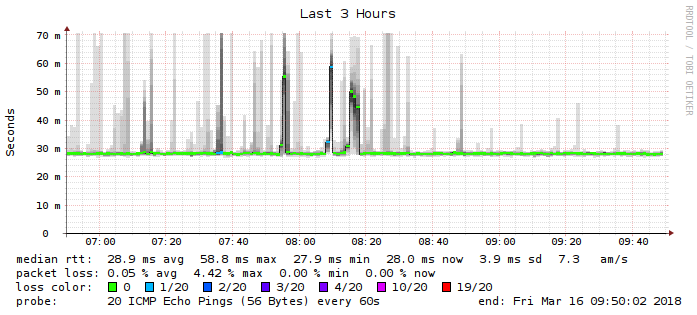 Last 3 Hours
RRDTOOL / TOBI OETIKER
Seconds
70 m
60 m
50 m
40 m
30 m
20 m
10 m
0
07:00 07:20 07:40 08:00 08:20 08:40 09:00 09:20 09:40
median rtt: 28.9 ms avg 58.8 ms max 27.9 ms min 28.0 ms now 3.9 ms sd 7.3 am/s
packet loss: 0.05 % avg 4.42 % max 0.00 % min 0.00 % now
loss color: 0 1/20 2/20 3/20 4/20 10/20 19/20
probe: 20 ICMP Echo Pings (56 Bytes) every 60s end: Fri Mar 16 09:50:02 2018